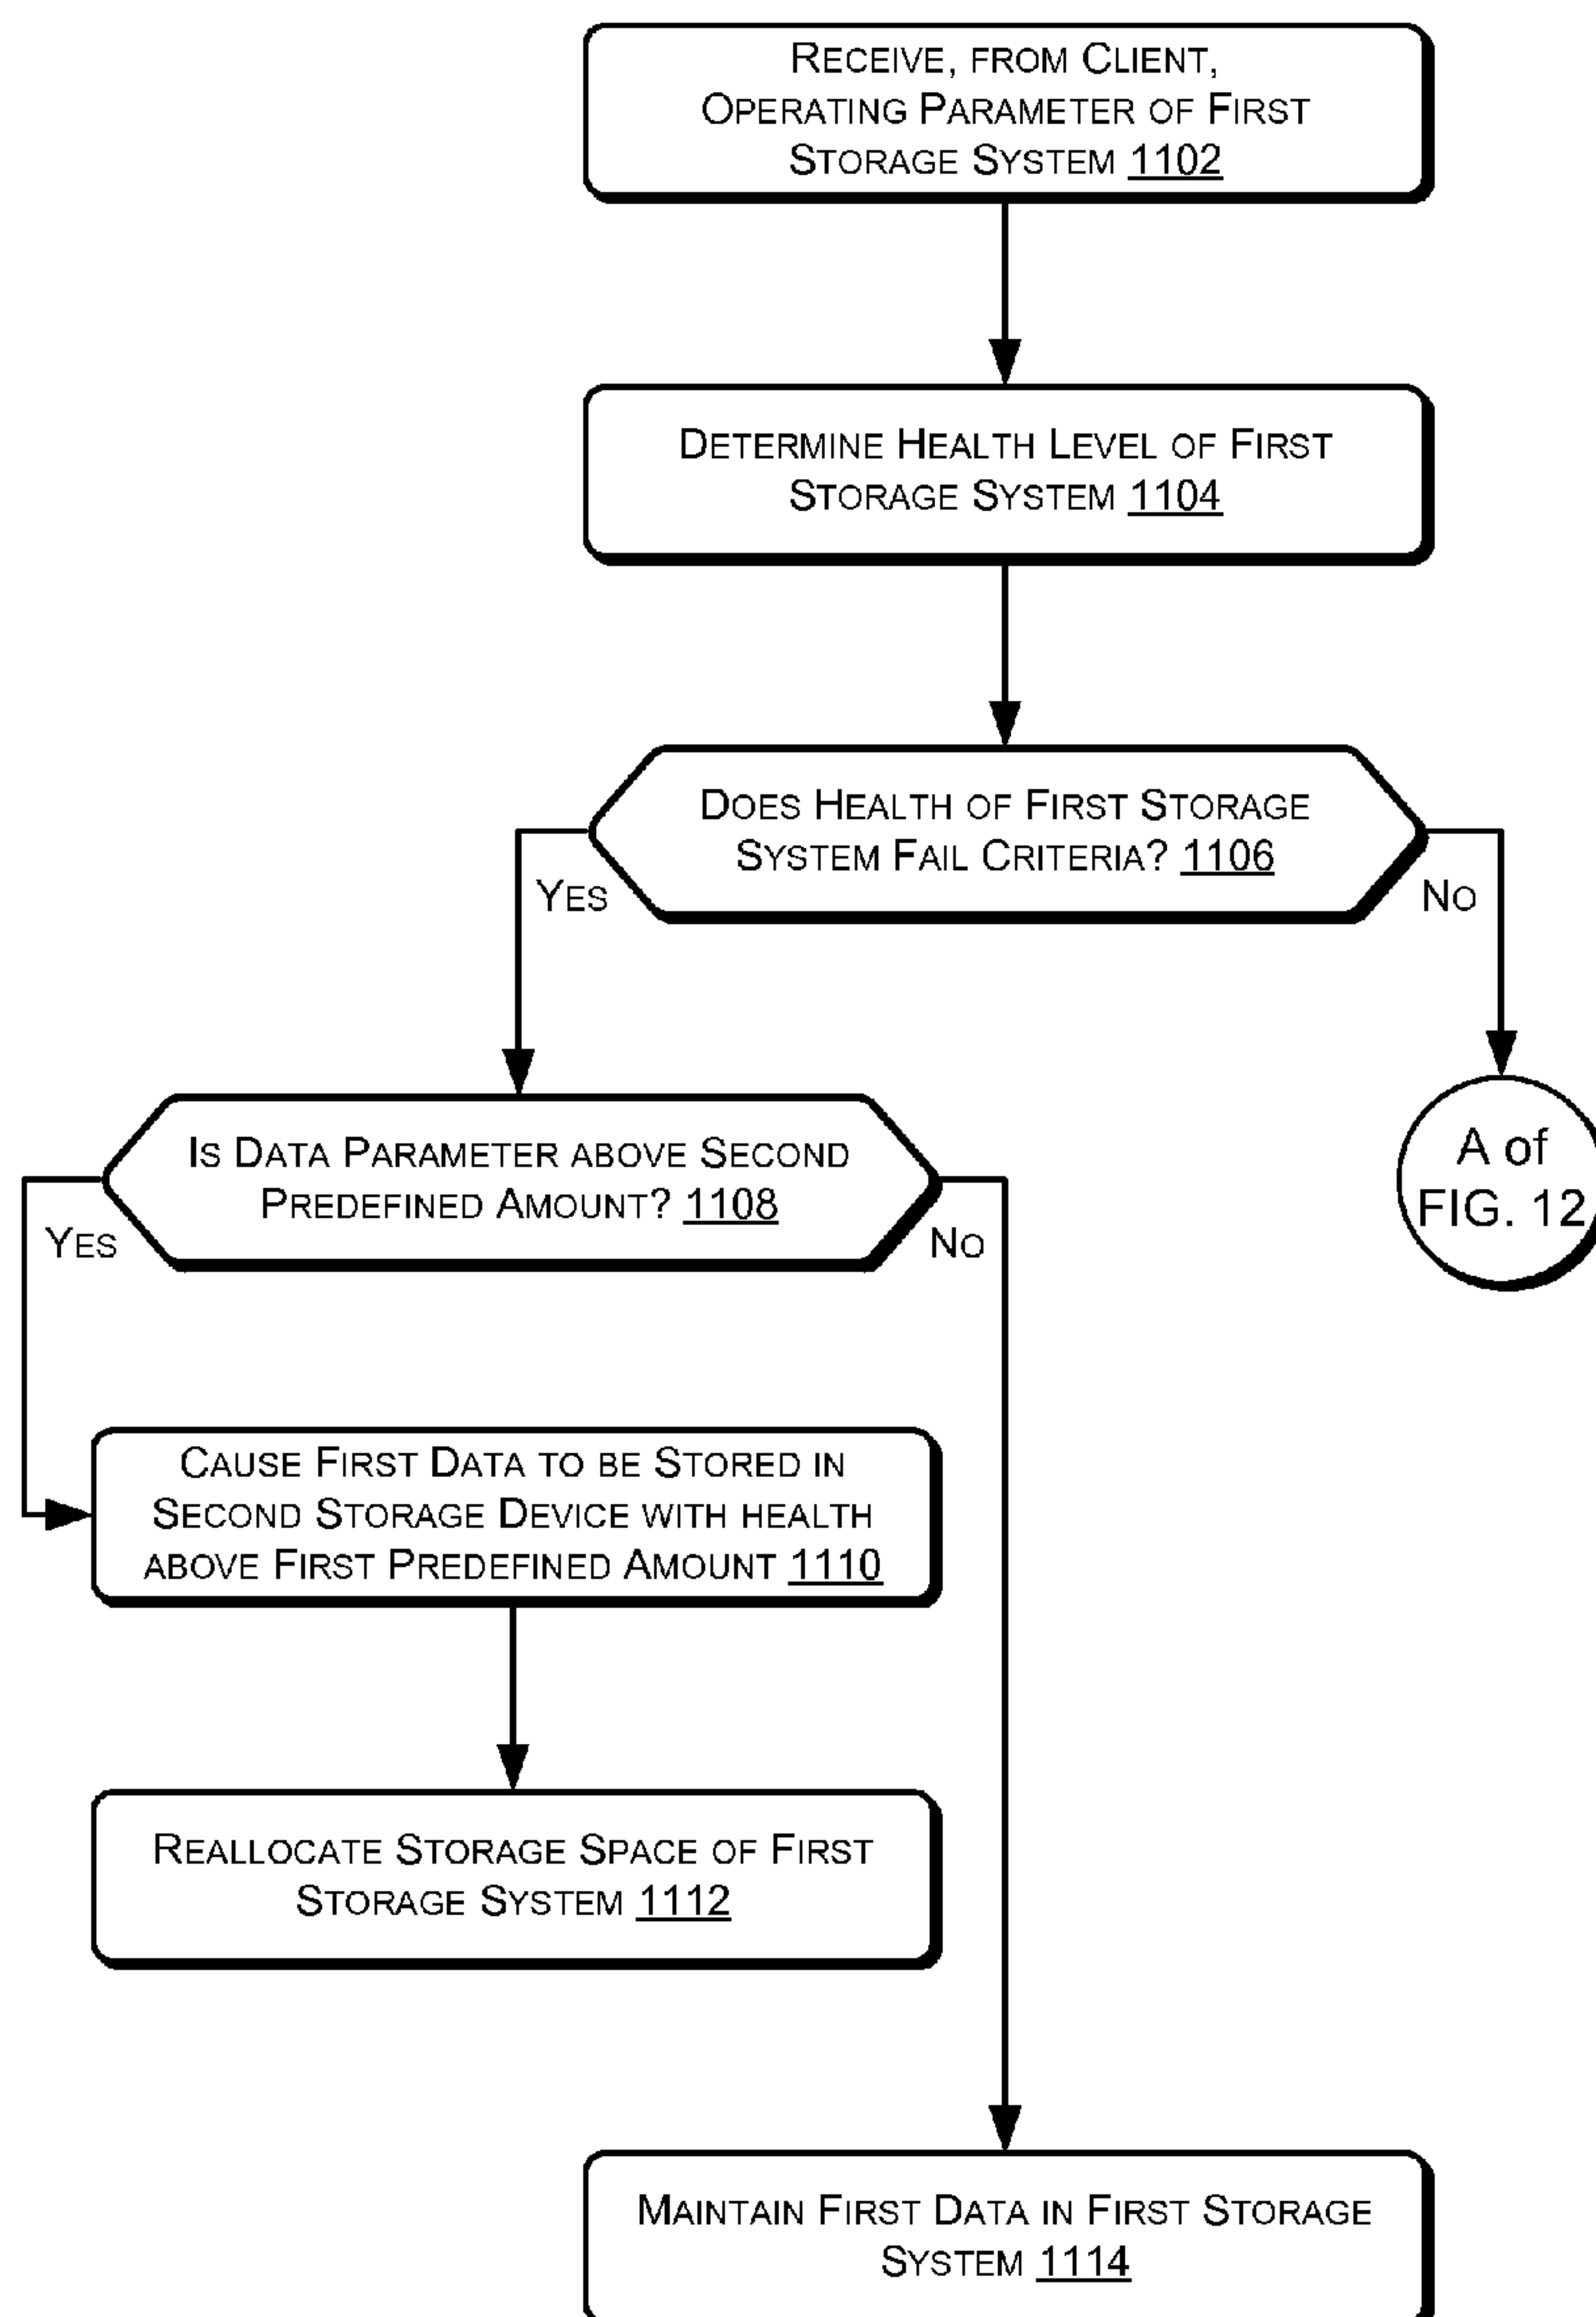 Receive, from Client,
Operating Parameter of First
Storage System 1102
Determine Health Level of First
Storage System 1104
Does Health of First Storage
System Fail Criteria? 1106
Yes
No
Is Data Parameter above Second
Predefined Amount? 1108
Yes
No
A of
FIG. 12
Cause First Data to be Stored in
Second Storage Device with health
above First Predefined Amount 1110
Reallocate Storage Space of First
Storage System 1112
Maintain First Data in First Storage
System 1114